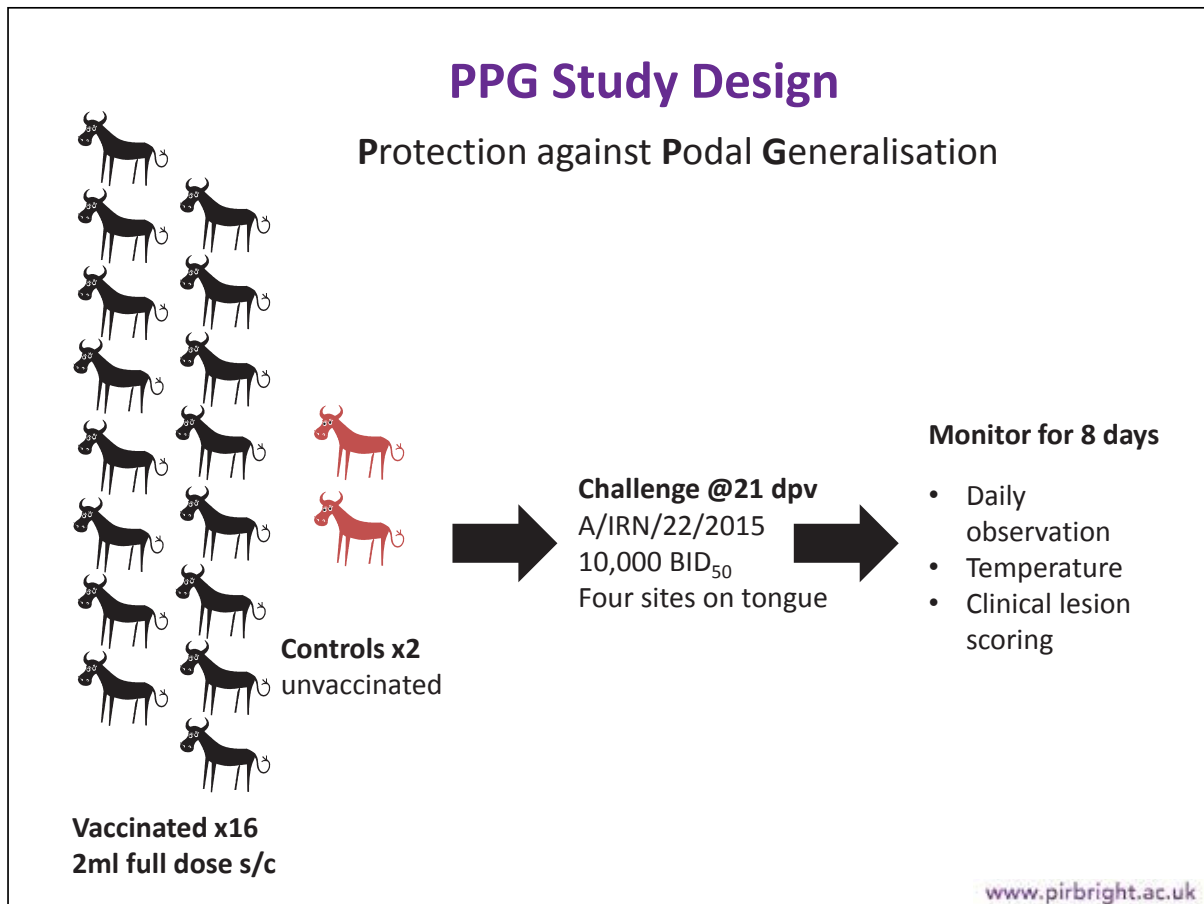 PPG Study Design
Protection against Podal Generalisation
Controls x2
unvaccinated
Vaccinated x16
2ml full dose s/c
Challenge @21 dpv
A/IRN/22/2015
10,000 BID50
Four sites on tongue
Monitor for 8 days
• Daily
observation
• Temperature
• Clinical lesion
scoring
www.pirbright.ac.uk